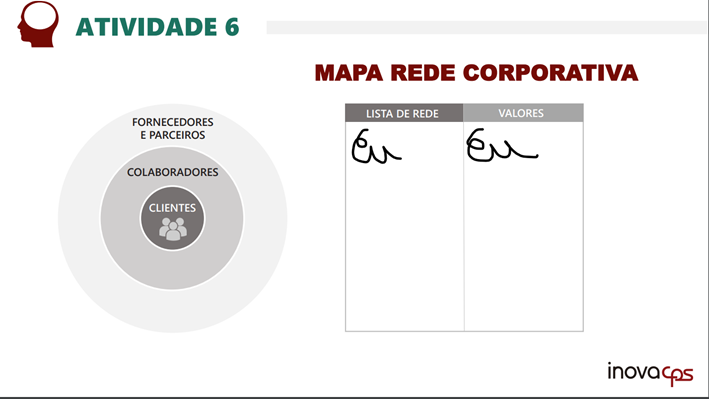 ATIVIDADE 6
MAPA REDE CORPORATIVA
FORNECEDORES
E PARCEIROS
COLABORADORES
CLIENTES
LISTA DE REDE VALORES
Eu Eu
inovacps